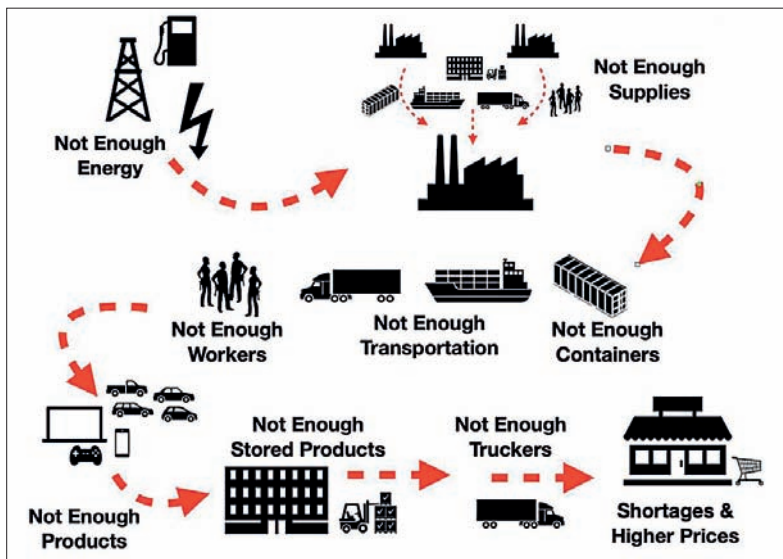 Not Enough
Energy
Not Enough
Supplies
Not Enough
Workers
Not Enough
Transportation
Not Enough
Containers
Not Enough
Products
Not Enough
Stored Products
Not Enough
Truckers
Shortages &
Higher Prices